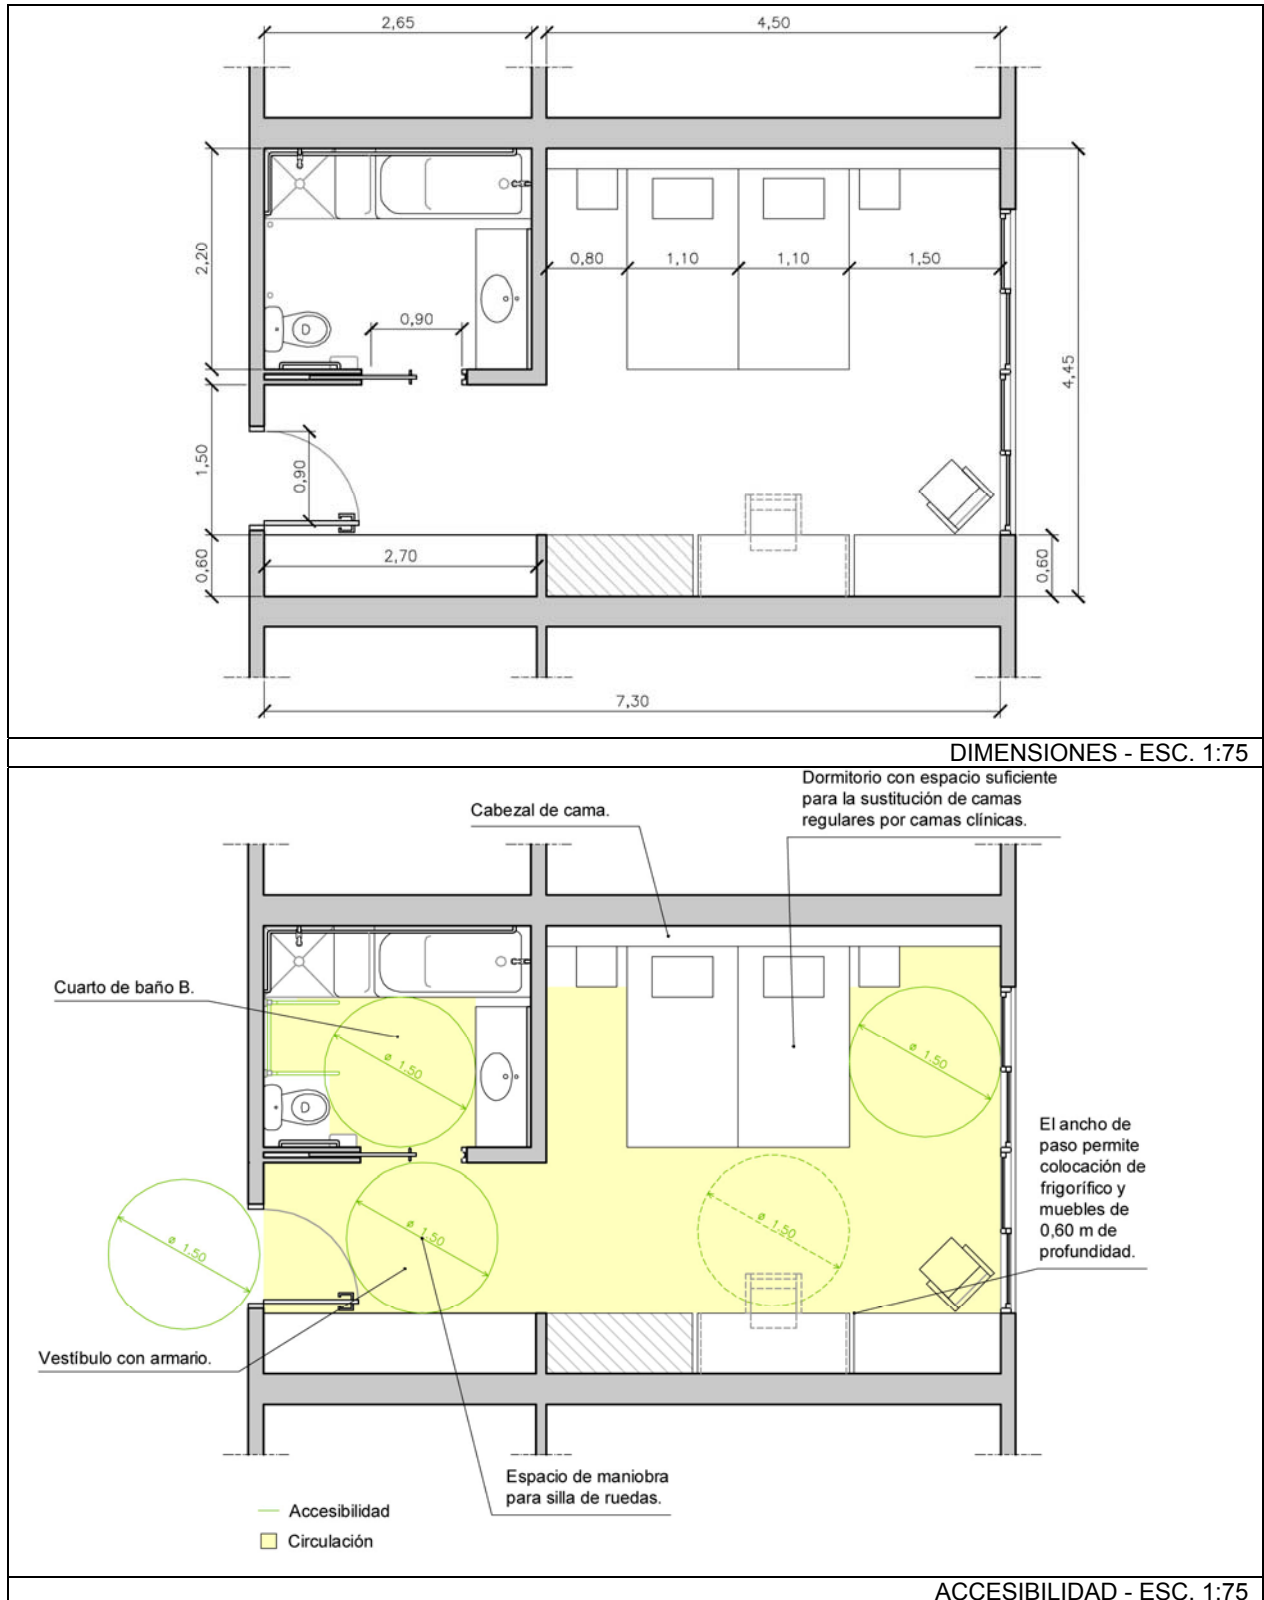 2,65
4,50
2,20
0,80
1,10
1,10
1,50
0,90
4,45
1,50
0,90
0,60
2,70
0,60
7,30
DIMENSIONES - ESC. 1:75
Dormitorio con espacio suficiente
para la sustitución de camas
regulares por camas clínicas.
Cabezal de cama.
Cuarto de baño B.
ø 1,50
ø 1,50
El ancho de
paso permite
colocación de
frigorífico y
muebles de
0,60 m de
profundidad.
ø 1,50
ø 1,50
ø 1,50
Vestíbulo con armario.
Espacio de maniobra
para silla de ruedas.
Accesibilidad
Circulación
ACCESIBILIDAD - ESC. 1:75